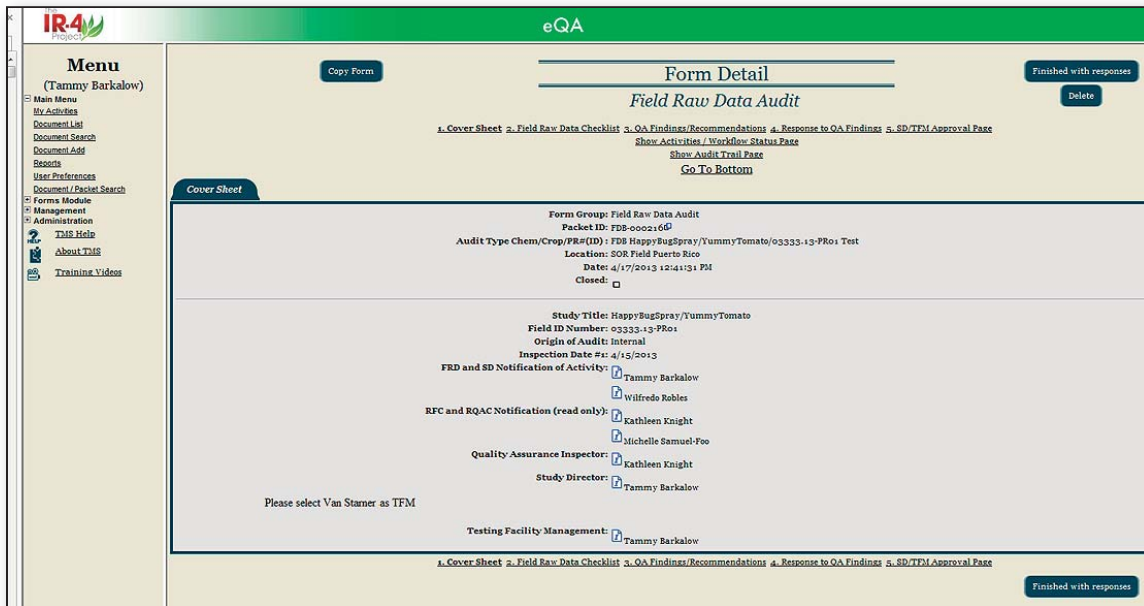 The
IR-4
Project
eQA
Menu
(Tammy Barkalow)
Main Menu
My Activities
Document List
Document Search
Document Add
Reports
User Preferences
Document / Packet Search
Forms Module
Management
Administration
HELP TMS Help
About TMS
Training Videos
Copy Form
Form Detail
Field Raw Data Audit
Finished with responses
Delete
1. Cover Sheet 2. Field Raw Data Checklist 3. QA Findings/Recommendations 4. Response to QA Findings 5. SD/TFM Approval Page
Show Activities / Workflow Status Page
Show Audit Trail Page
Go To Bottom
Cover Sheet
Form Group: Field Raw Data Audit
Packet ID: FDB-000216
Audit Type Chem/Crop/PR#(ID) : FDB HappyBugSpray/YummyTomato/03333.13-PR01 Test
Location: SOR Field Puerto Rico
Date: 4/17/2013 12:41:31 PM
Closed:
Study Title: HappyBugSpray/YummyTomato
Field ID Number: 03333.13-PR01
Origin of Audit: Internal
Inspection Date #1: 4/15/2013
FRD and SD Notification of Activity: Tammy Barkalow
Wilfredo Robles
RFC and RQAC Notification (read only): Kathleen Knight
Michelle Samuel-Foo
Quality Assurance Inspector: Kathleen Knight
Study Director: Tammy Barkalow
Please select Van Starner as TFM
Testing Facility Management: Tammy Barkalow
1. Cover Sheet 2. Field Raw Data Checklist 3. QA Findings/Recommendations 4. Response to QA Findings 5. SD/TFM Approval Page
Finished with responses